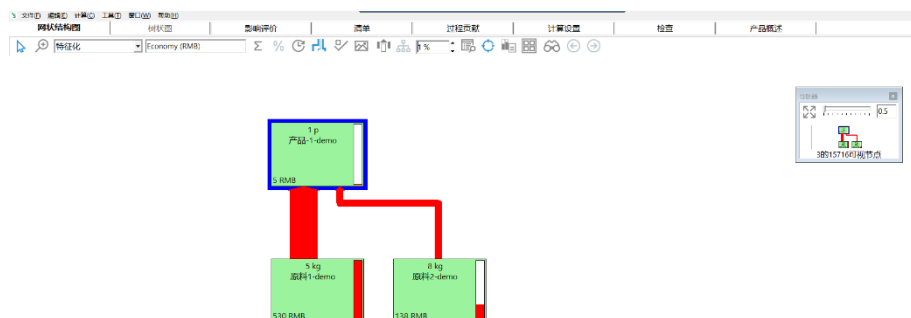 文件(F) 编辑(E) 计算(C) 工具(T) 窗口(W) 帮助(H)
网状结构图 树状图 影响评价 清单 过程贡献 计算设置 检查 产品概述
特征化 Economy (RMB) Σ % 1 %
0.5
3的15716可视节点
1 p
产品-1-demo
5 RMB
5 kg
原料1-demo
530 RMB
8 kg
原料2-demo
138 RMB